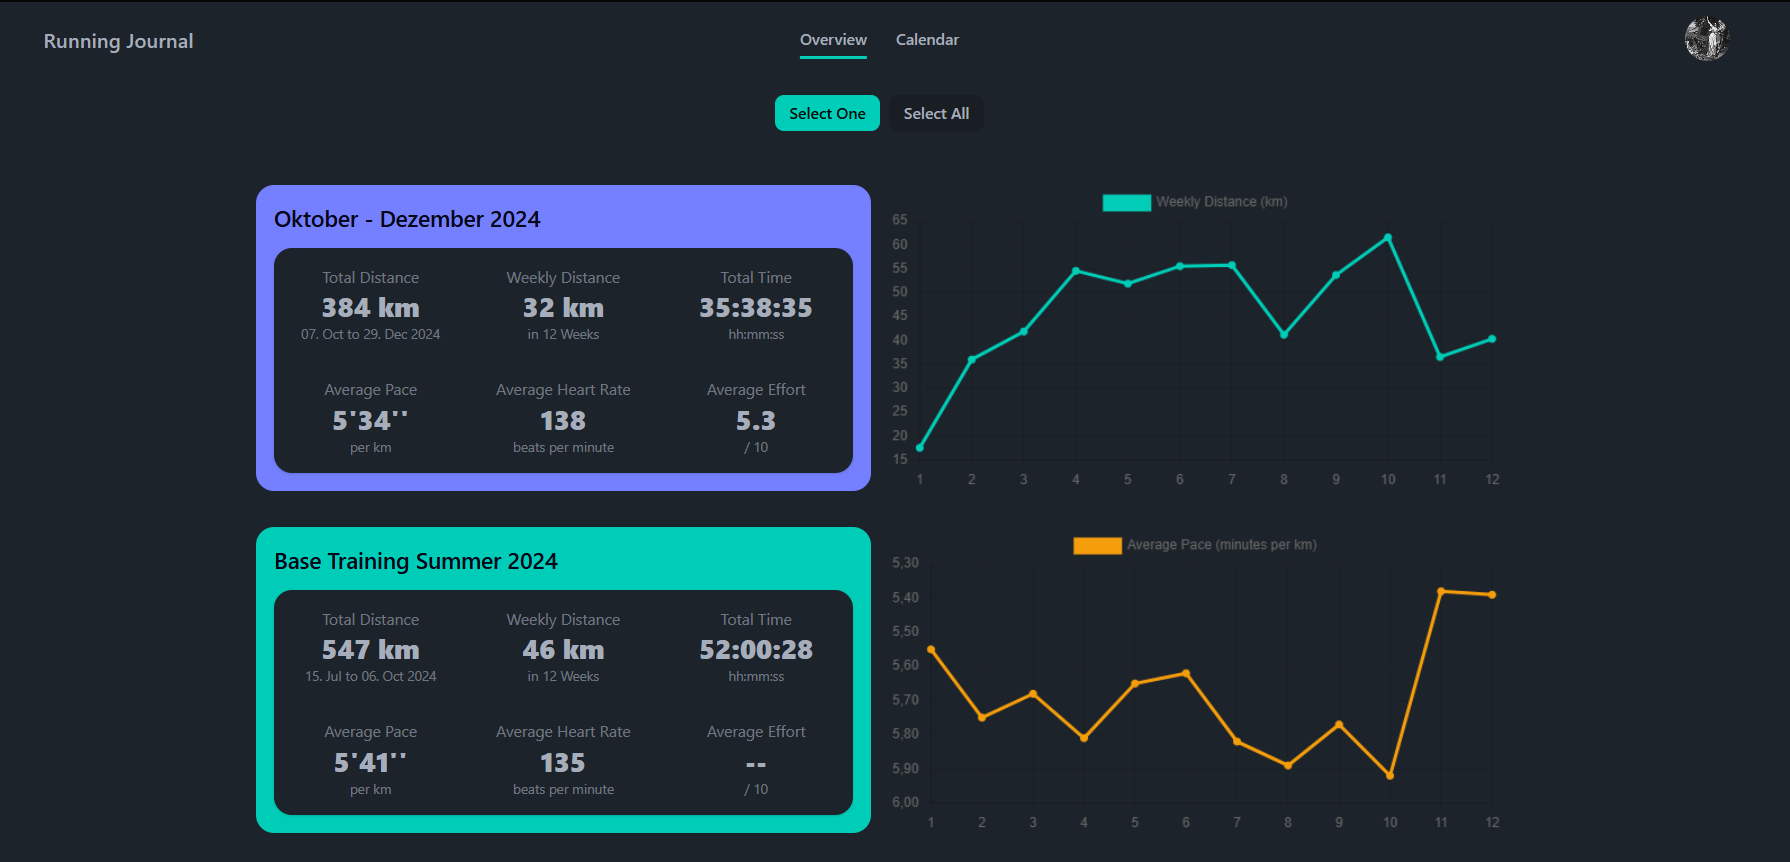 Running Journal
Overview Calendar
Select One Select All
Oktober - Dezember 2024
Total Distance Weekly Distance Total Time
384 km 32 km 35:38:35
07. Oct to 29. Dec 2024 in 12 Weeks hh:mm:ss
Average Pace Average Heart Rate Average Effort
5'34'' 138 5.3
per km beats per minute / 10
Weekly Distance (km)
65
60
55
50
45
40
35
30
25
20
15
1 2 3 4 5 6 7 8 9 10 11 12
Base Training Summer 2024
Total Distance Weekly Distance Total Time
547 km 46 km 52:00:28
15. Jul to 06. Oct 2024 in 12 Weeks hh:mm:ss
Average Pace Average Heart Rate Average Effort
5'41'' 135 --
per km beats per minute / 10
Average Pace (minutes per km)
5,30
5,40
5,50
5,60
5,70
5,80
5,90
6,00
1 2 3 4 5 6 7 8 9 10 11 12